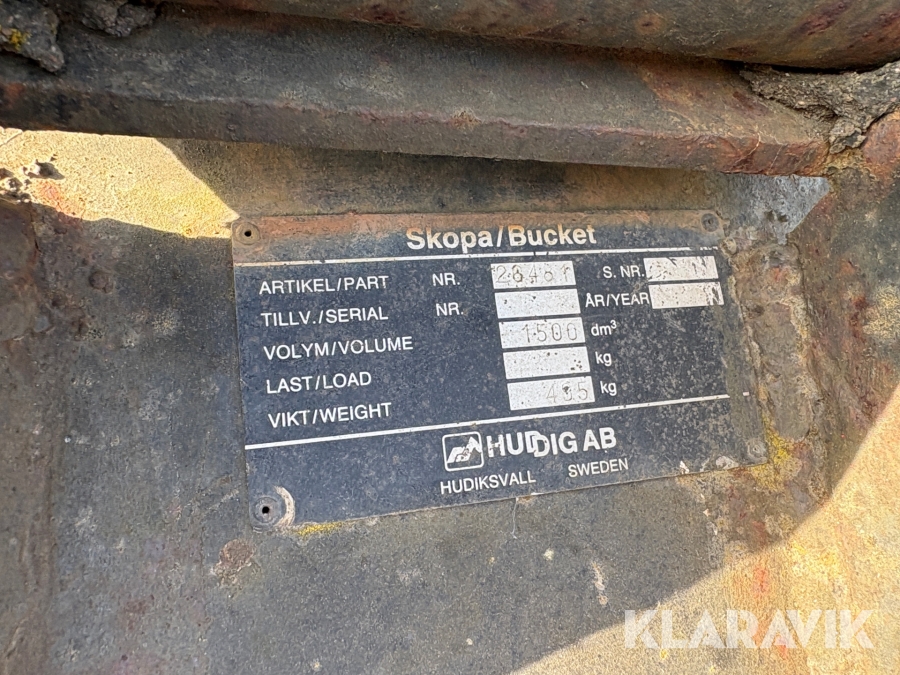 Skopa/Bucket
ARTIKEL/PART NR. S. NR.
TILLV./SERIAL NR. ÅR/YEAR
VOLYM/VOLUME 1500 dm³
LAST/LOAD kg
VIKT/WEIGHT kg
HUDDIG AB
HUDIKSVALL SWEDEN
KLARAVIK